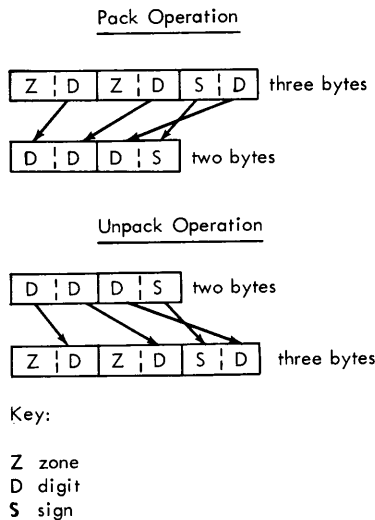 Pack Operation
Z D Z D S D three bytes
D D D S two bytes
Unpack Operation
D D D S two bytes
Z D Z D S D three bytes
Key:
Z zone
D digit
S sign